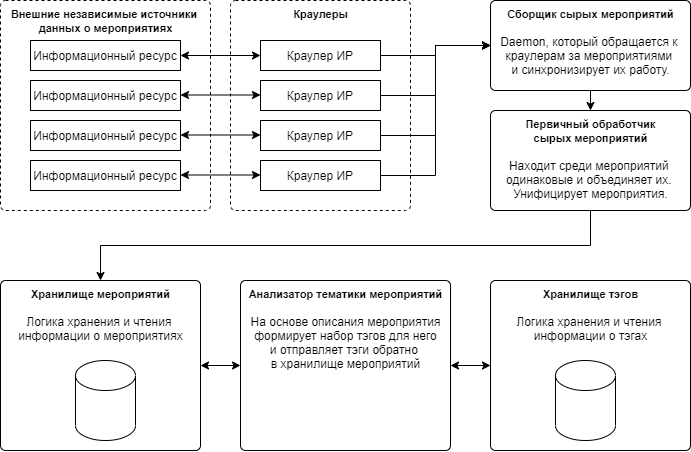 Внешние независимые источники
данных о мероприятиях
Информационный ресурс
Информационный ресурс
Информационный ресурс
Информационный ресурс
Краулеры
Краулер ИР
Краулер ИР
Краулер ИР
Краулер ИР
Сборщик сырых мероприятий
Daemon, который обращается к
краулерам за мероприятиями
и синхронизирует их работу.
Первичный обработчик
сырых мероприятий
Находит среди мероприятий
одинаковые и объединяет их.
Унифицирует мероприятия.
Хранилище мероприятий
Логика хранения и чтения
информации о мероприятиях
Анализатор тематики мероприятий
На основе описания мероприятия
формирует набор тэгов для него
и отправляет тэги обратно
в хранилище мероприятий
Хранилище тэгов
Логика хранения и чтения
информации о тэгах